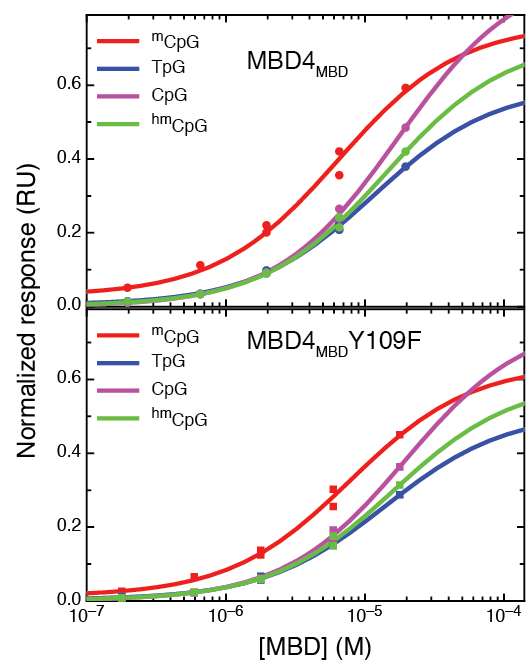 Normalized response (RU)
MBD4MBD
mCpG
TpG
CpG
hmCpG
0.6
0.4
0.2
0.0
MBD4MBDY109F
mCpG
TpG
CpG
hmCpG
0.6
0.4
0.2
0.0
10−7 10−6 10−5 10−4
[MBD] (M)